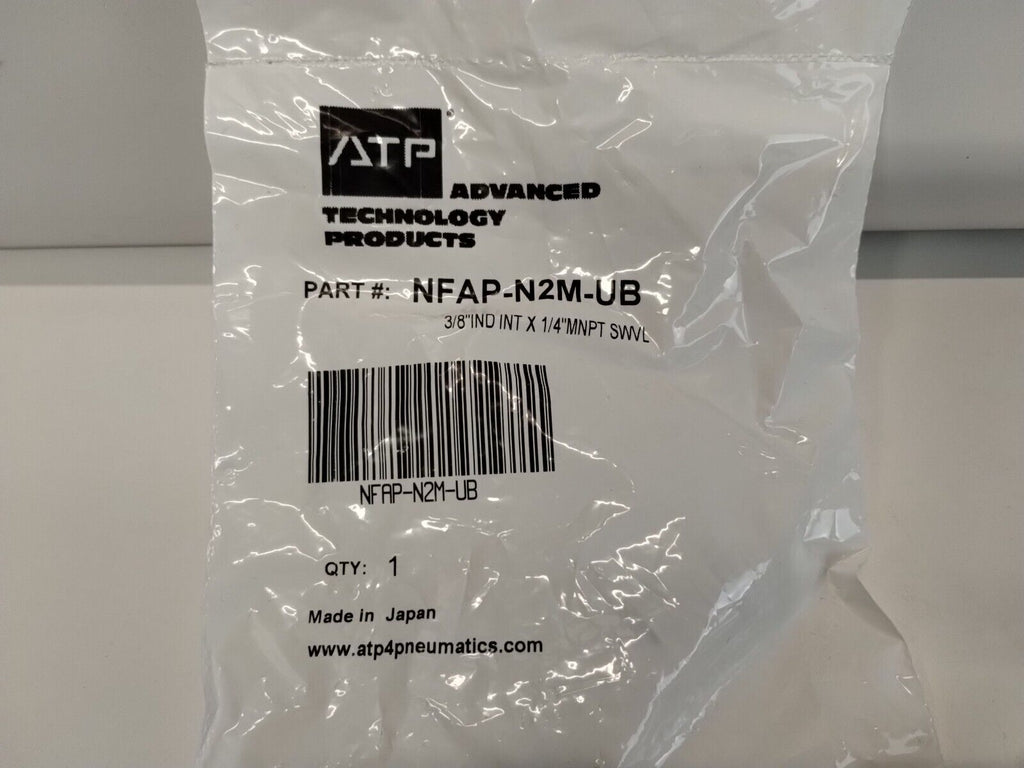 ATP®
ADVANCED
TECHNOLOGY
PRODUCTS
PART #: NFAP-N2M-UB
3/8"IND INT X 1/4"MNPT SWVL
NFAP-N2M-UB
QTY: 1
Made in Japan
www.atp4pneumatics.com